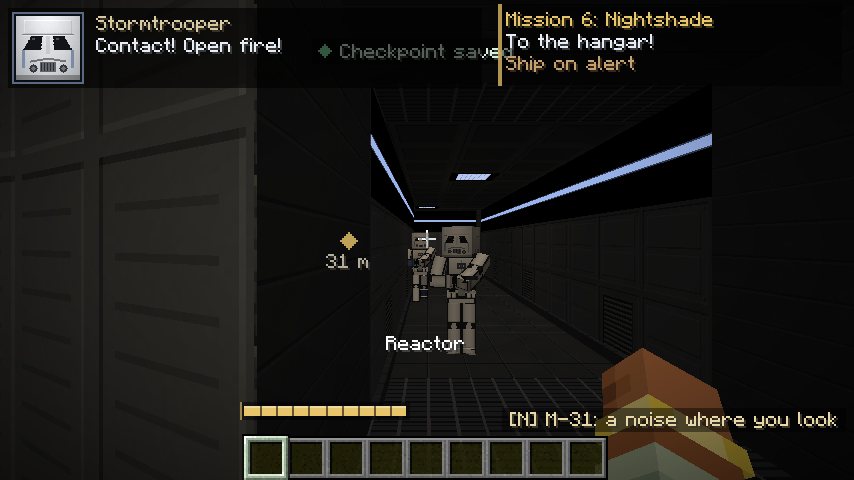 Stormtrooper
Contact! Open fire!
Checkpoint saved
Mission 6: Nightshade
To the hangar!
Ship on alert
31 m
Reactor
[N] M-31: a noise where you look